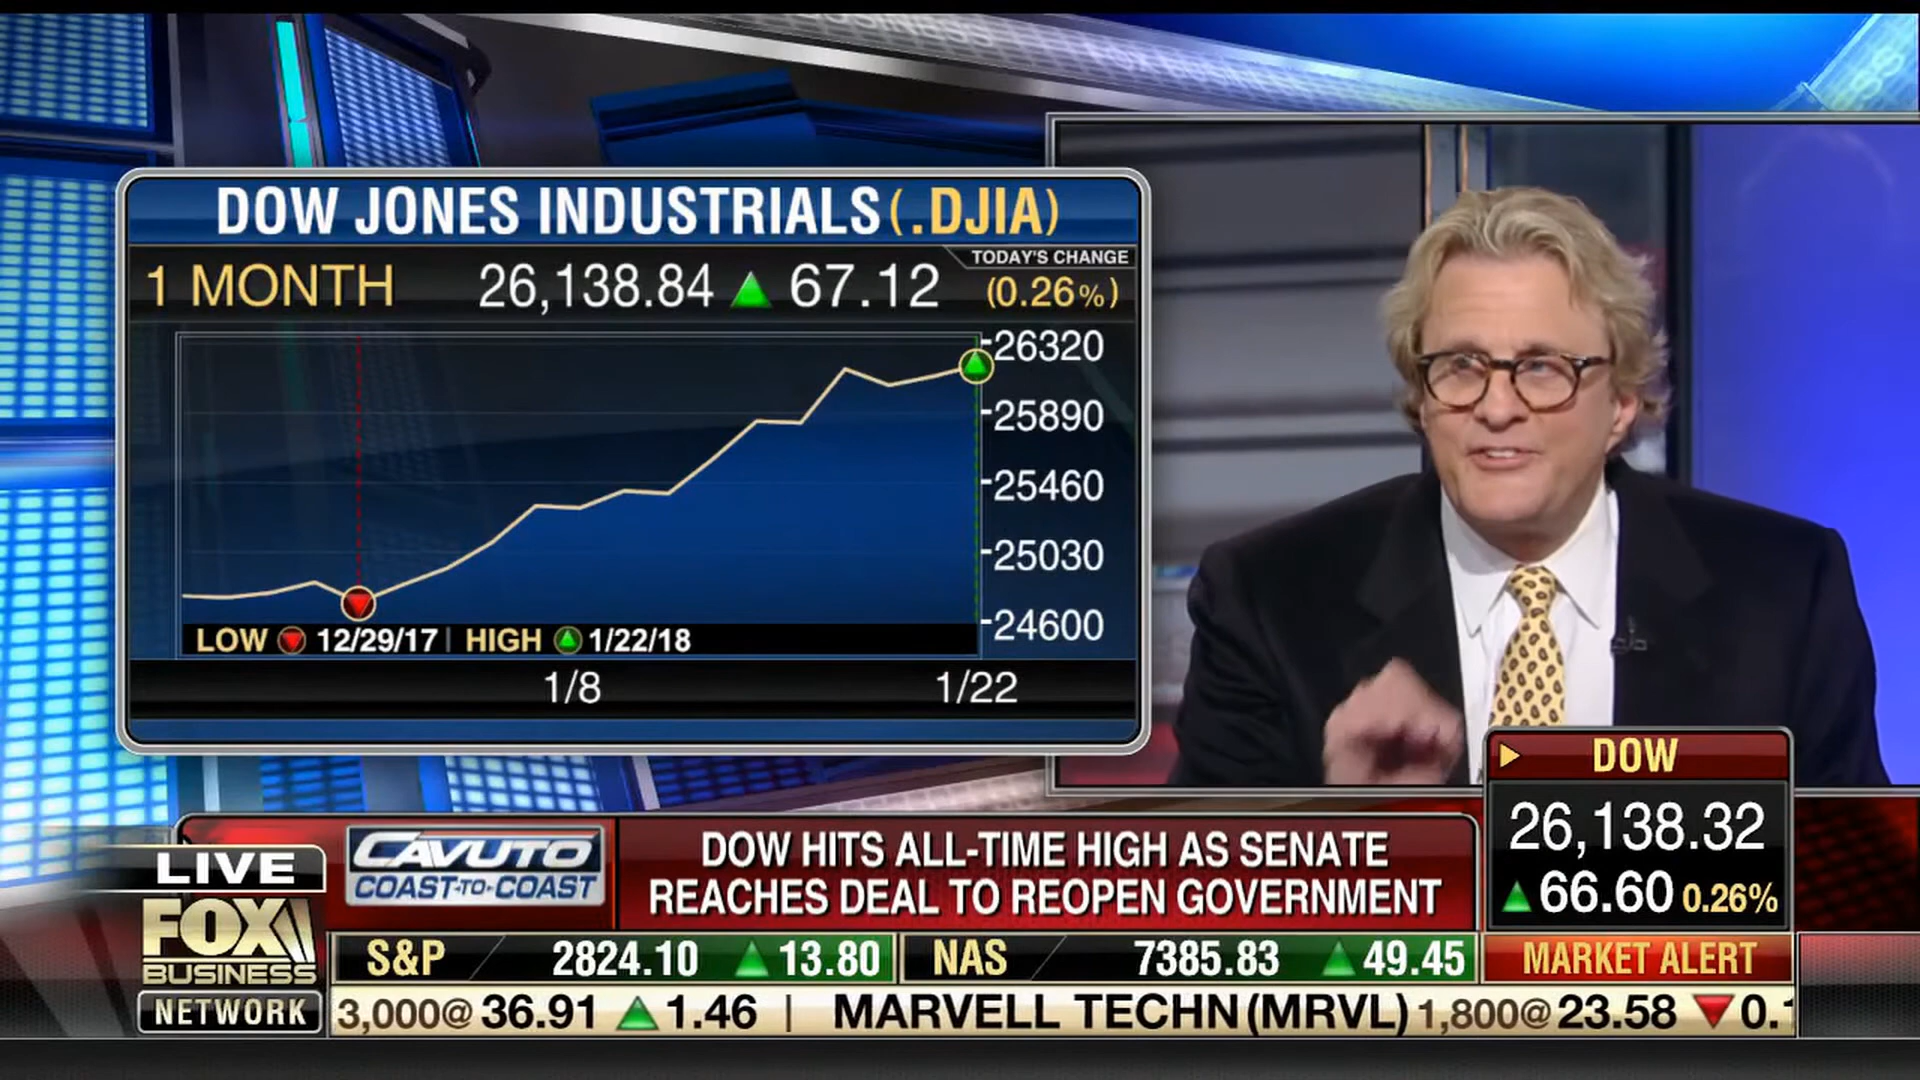 BUSINESS
DOW JONES INDUSTRIALS (.DJIA)
TODAY'S CHANGE
1 MONTH 26,138.84 ▲ 67.12 (0.26%)
26320
25890
25460
25030
24600
LOW ▼ 12/29/17 | HIGH ▲ 1/22/18
1/8 1/22
DOW
26,138.32
▲ 66.60 0.26%
CAVUTO
COAST-TO-COAST
DOW HITS ALL-TIME HIGH AS SENATE
REACHES DEAL TO REOPEN GOVERNMENT
LIVE
FOX
BUSINESS
NETWORK
S&P 2824.10 ▲ 13.80 NAS 7385.83 ▲ 49.45 MARKET ALERT
3,000@ 36.91 ▲ 1.46 | MARVELL TECHN (MRVL) 1,800@ 23.58 ▼ 0.1